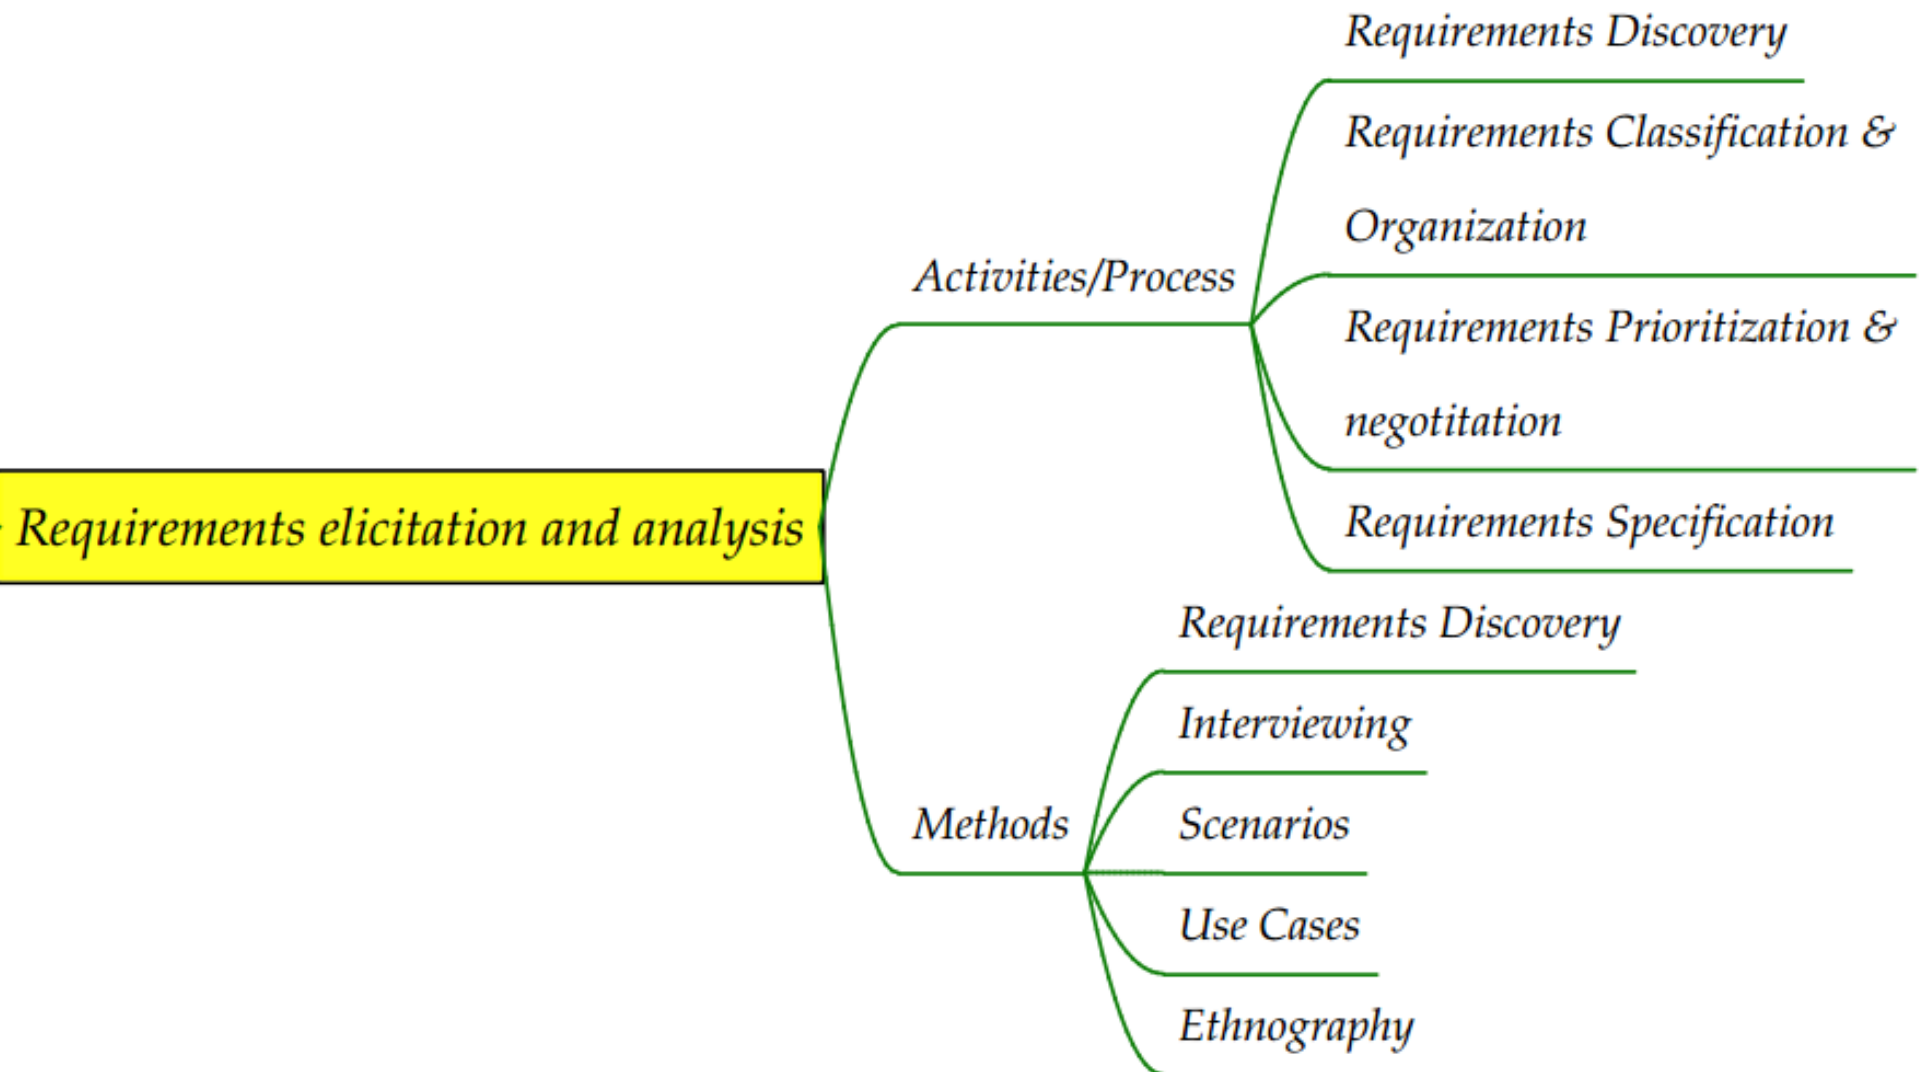 Requirements Discovery
Requirements Classification &
Organization
Activities/Process
Requirements Prioritization &
negotitation
Requirements elicitation and analysis
Requirements Specification
Requirements Discovery
Interviewing
Methods
Scenarios
Use Cases
Ethnography